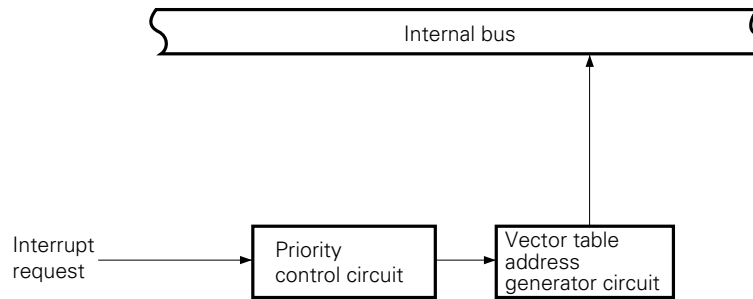 Internal bus
Interrupt
request
Priority
control circuit
Vector table
address
generator circuit